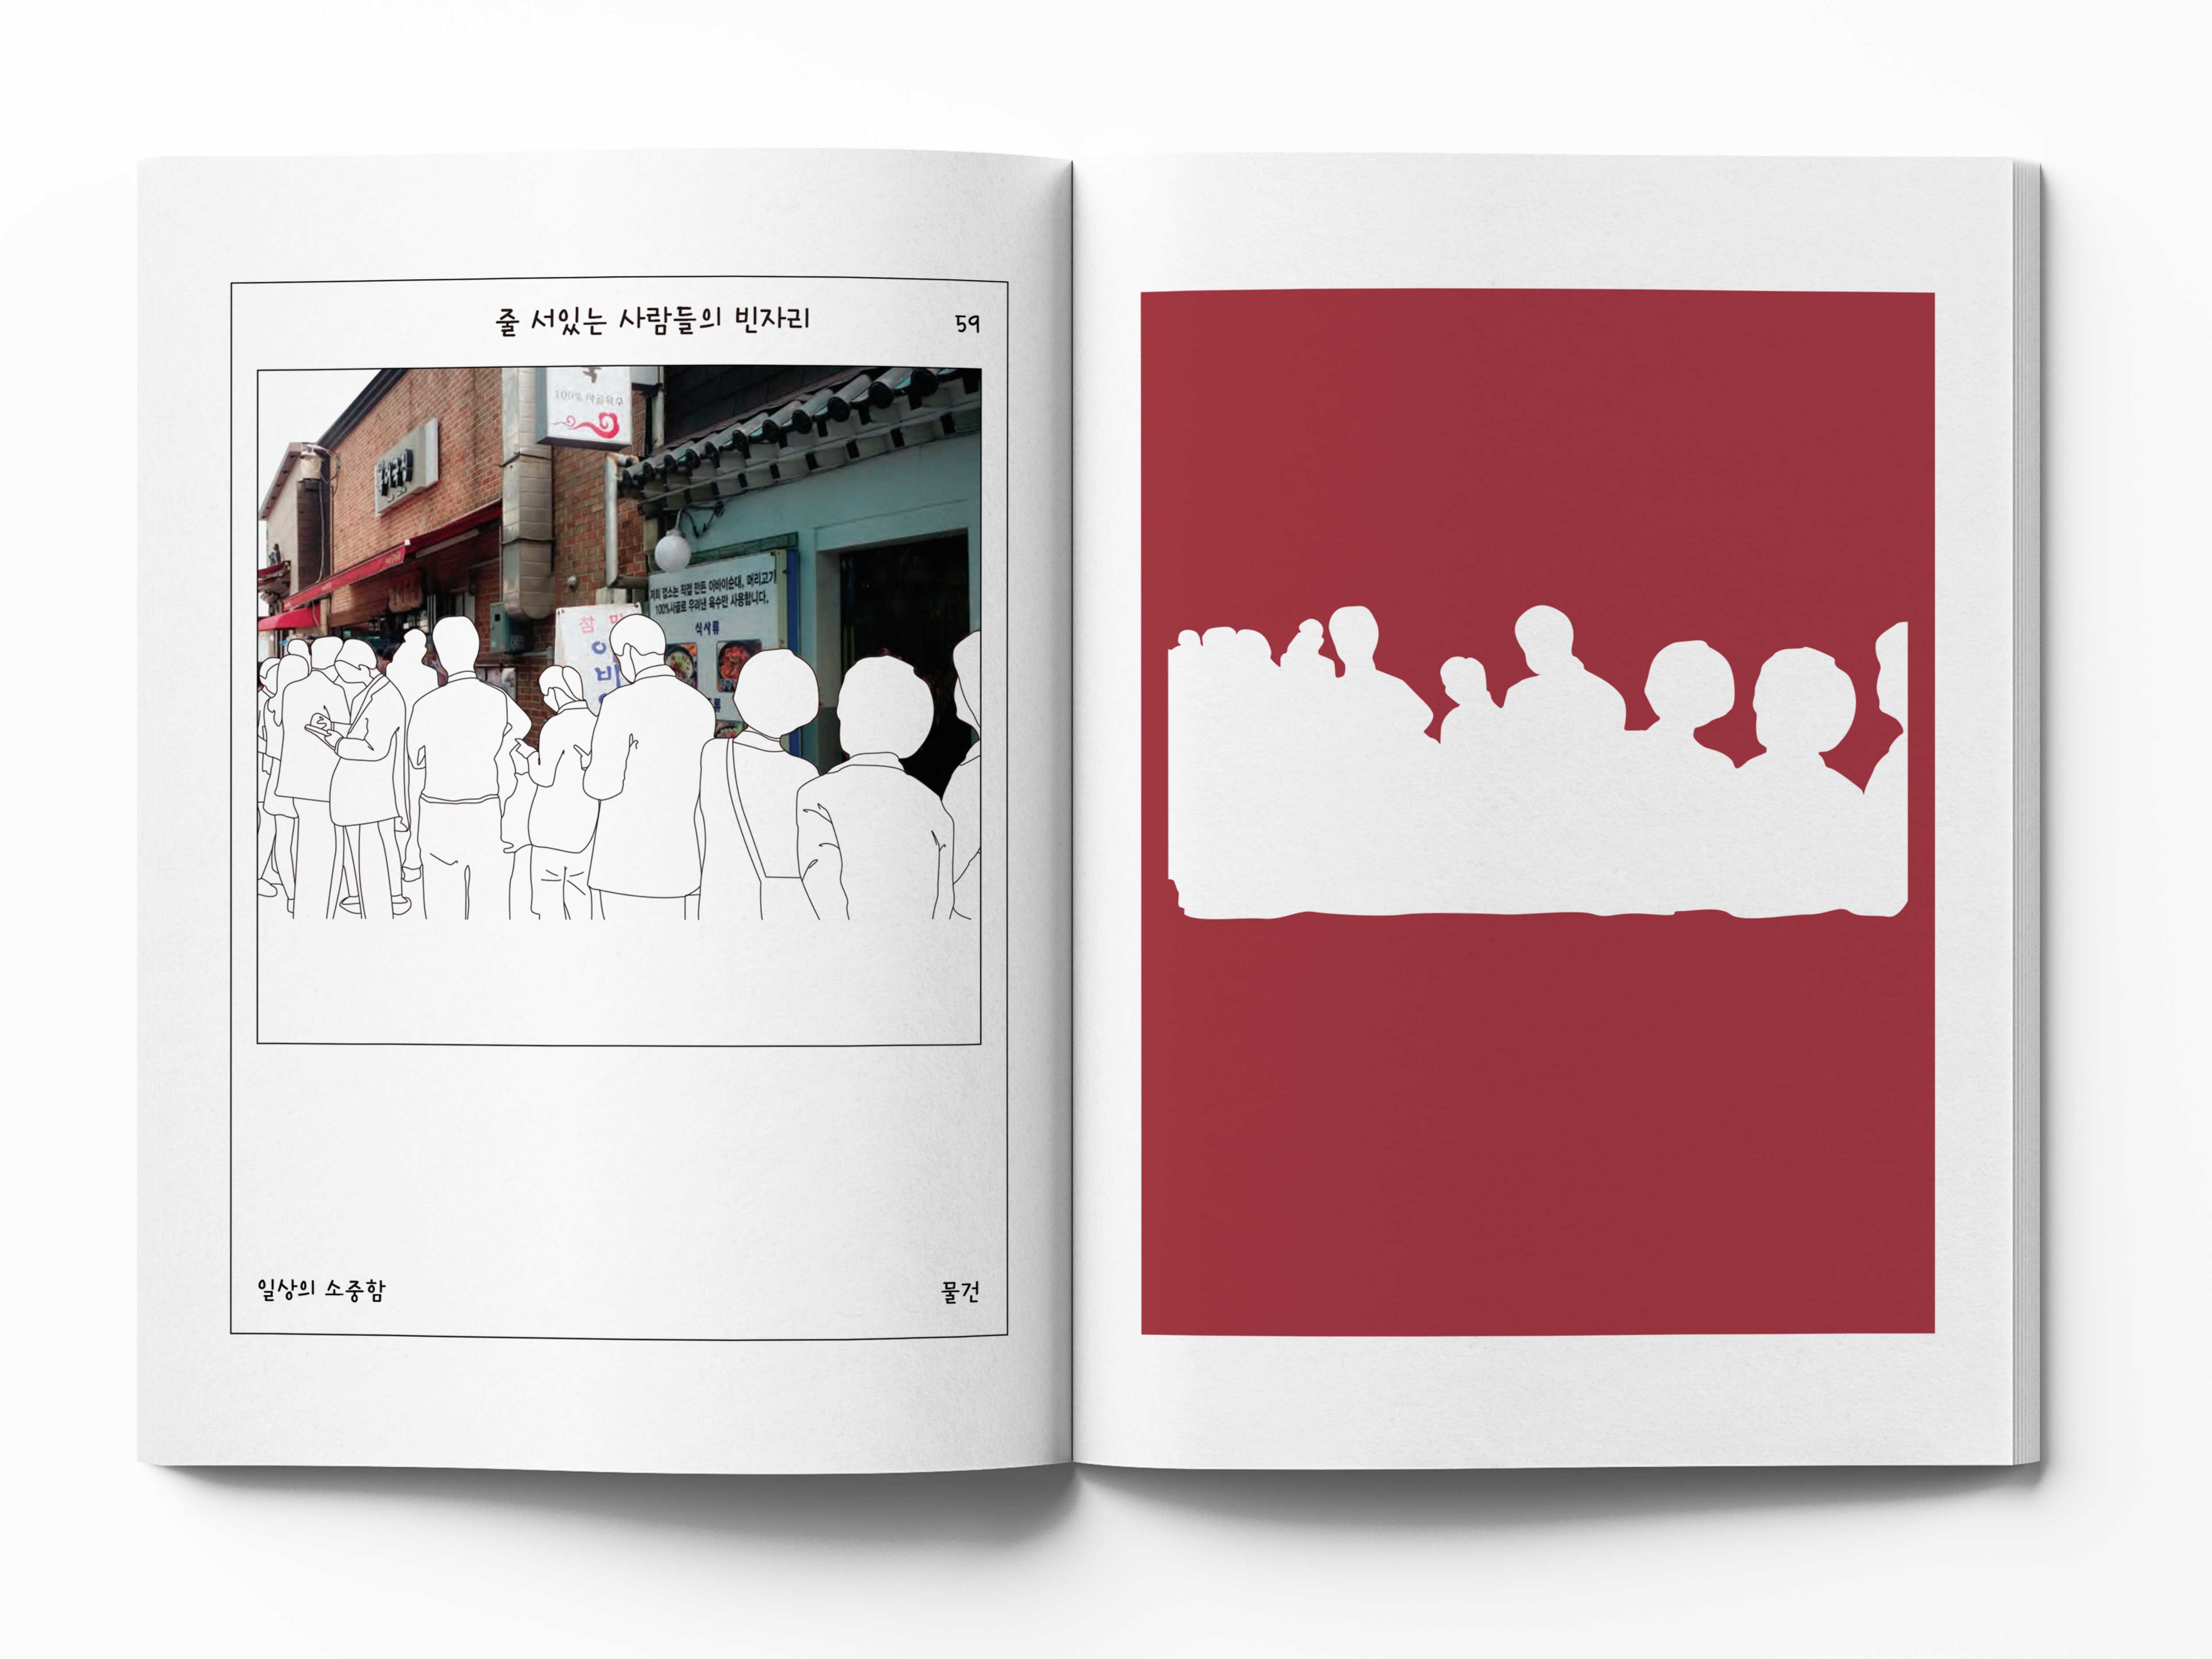 줄 서있는 사람들의 빈자리
59
100% 사골육수
저희 업소는 직접 만든 아바이순대, 머리고기
100%사골로 우려낸 육수만 사용합니다.
식사류
참
일상의 소중함
물건